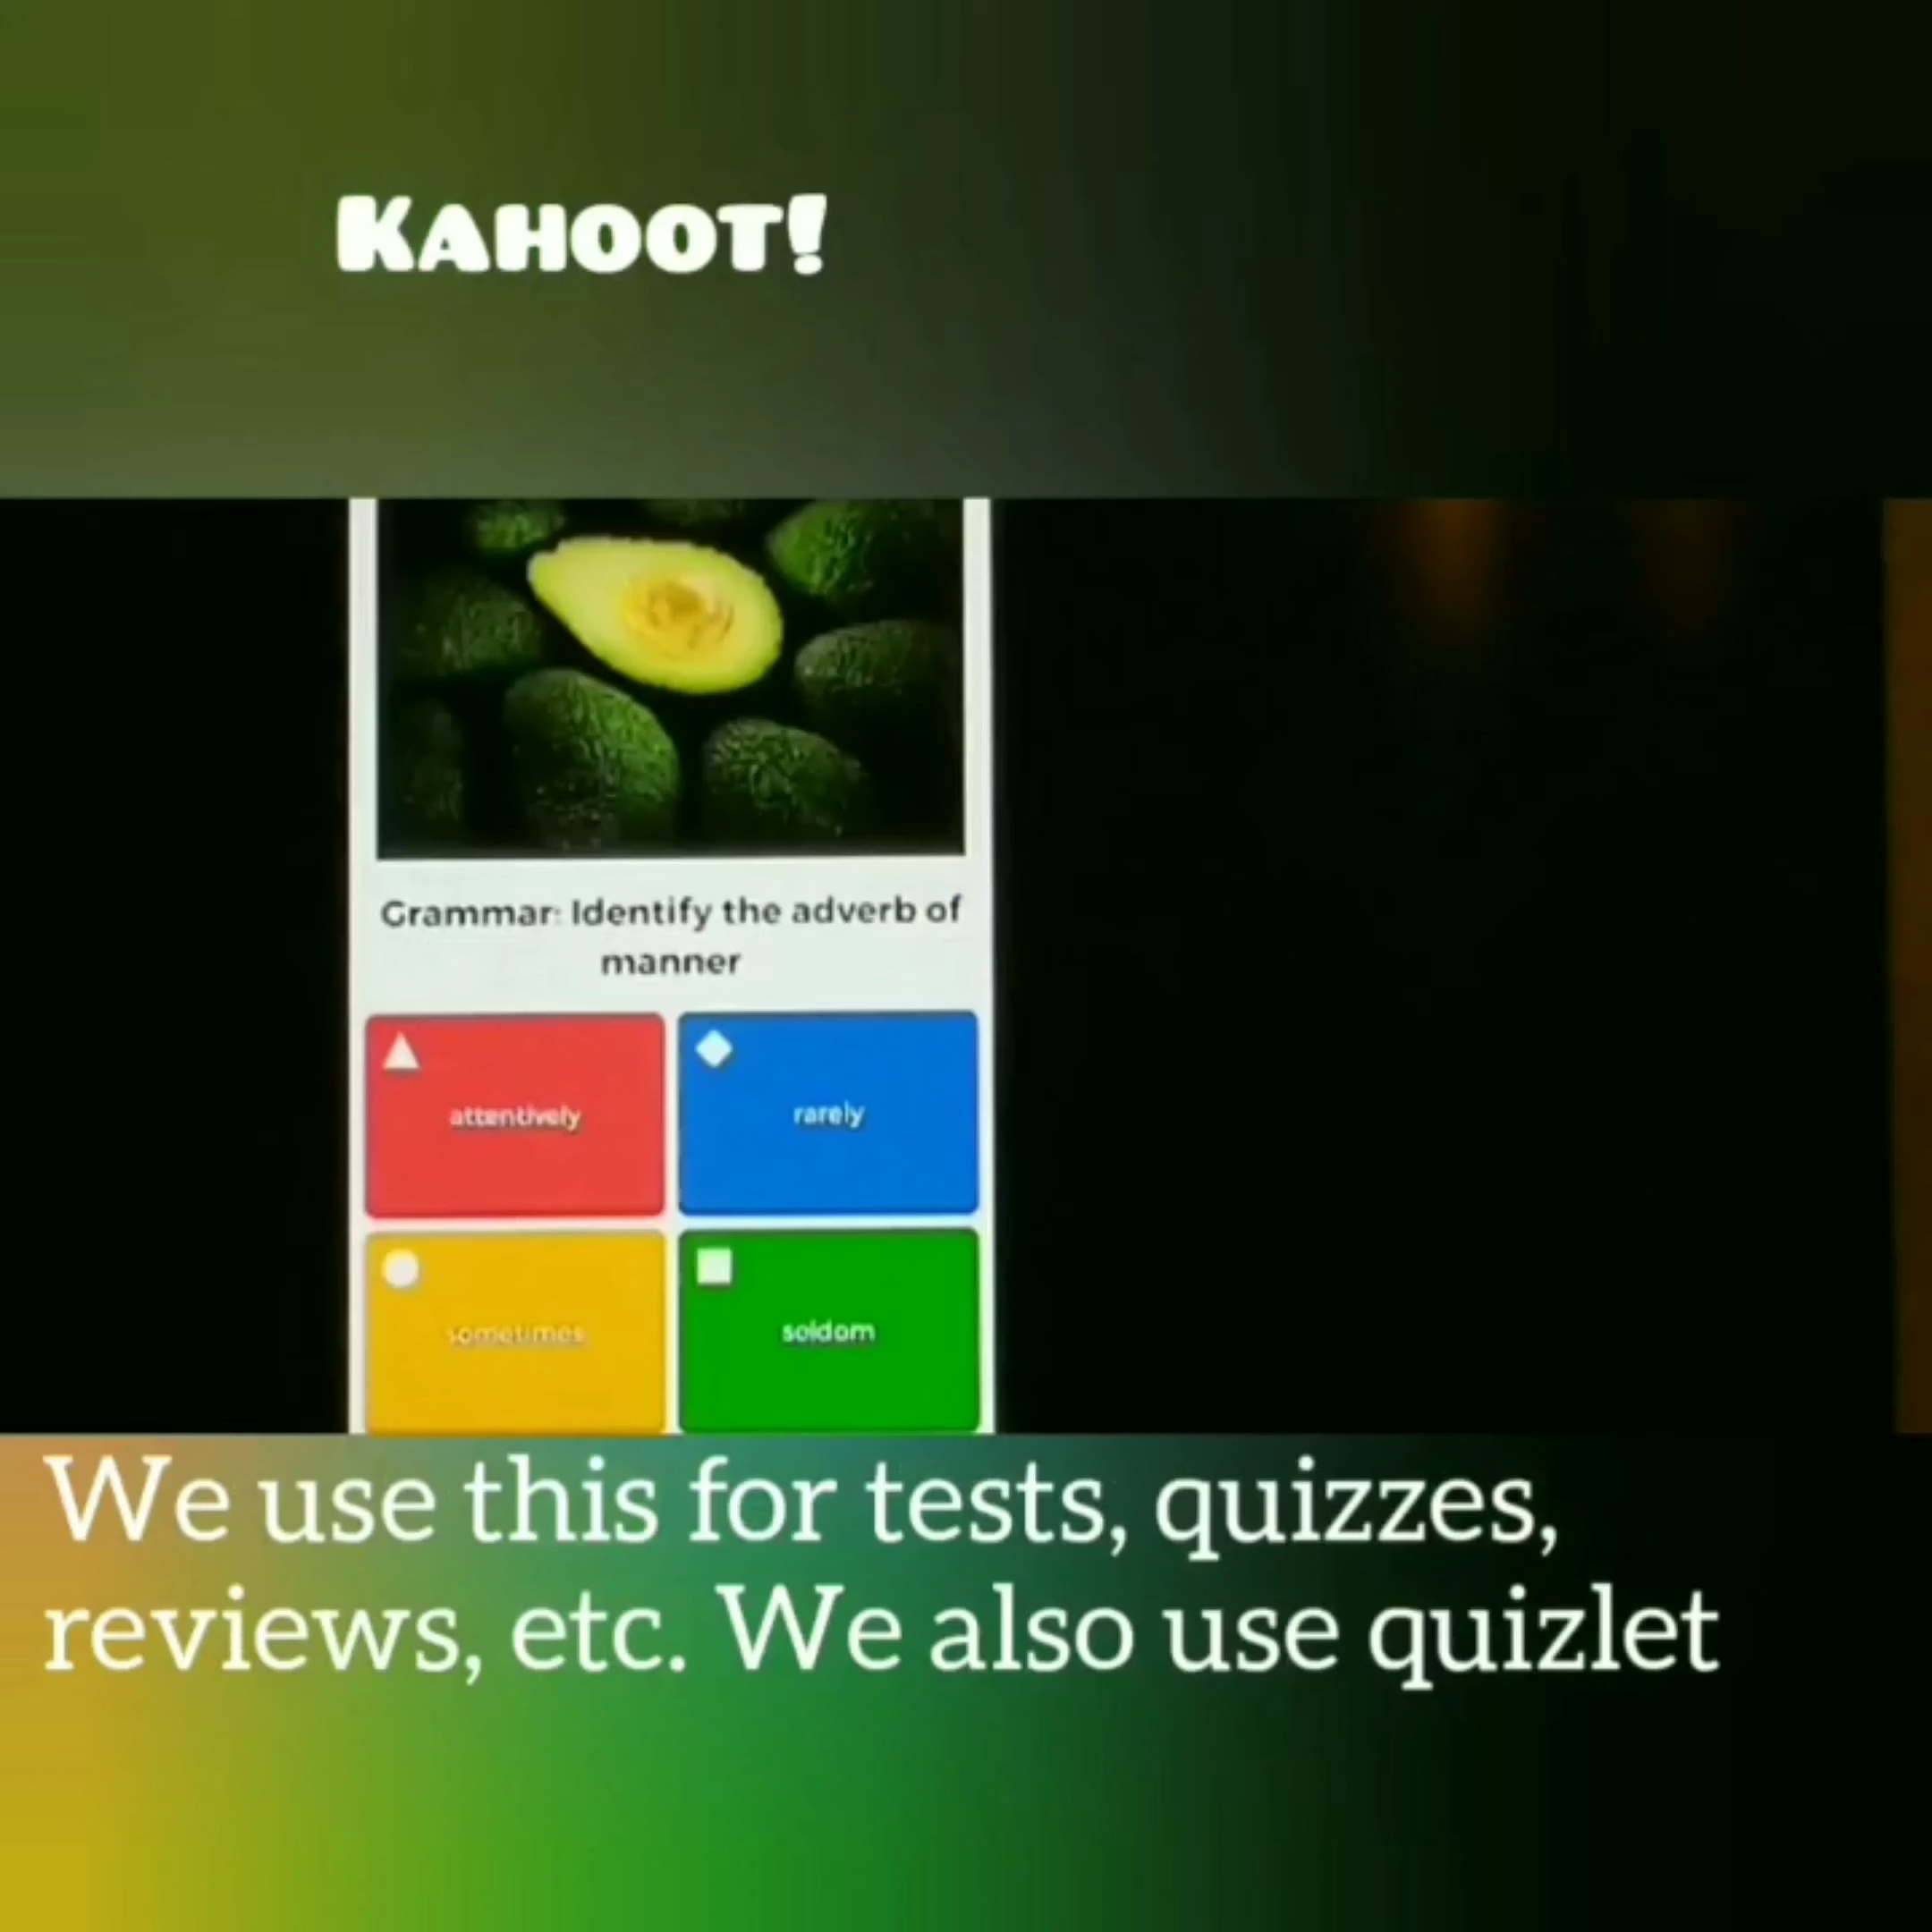 KAHOOT!
Grammar: Identify the adverb of
manner
attentively
rarely
sometimes
seldom
We use this for tests, quizzes,
reviews, etc. We also use quizlet